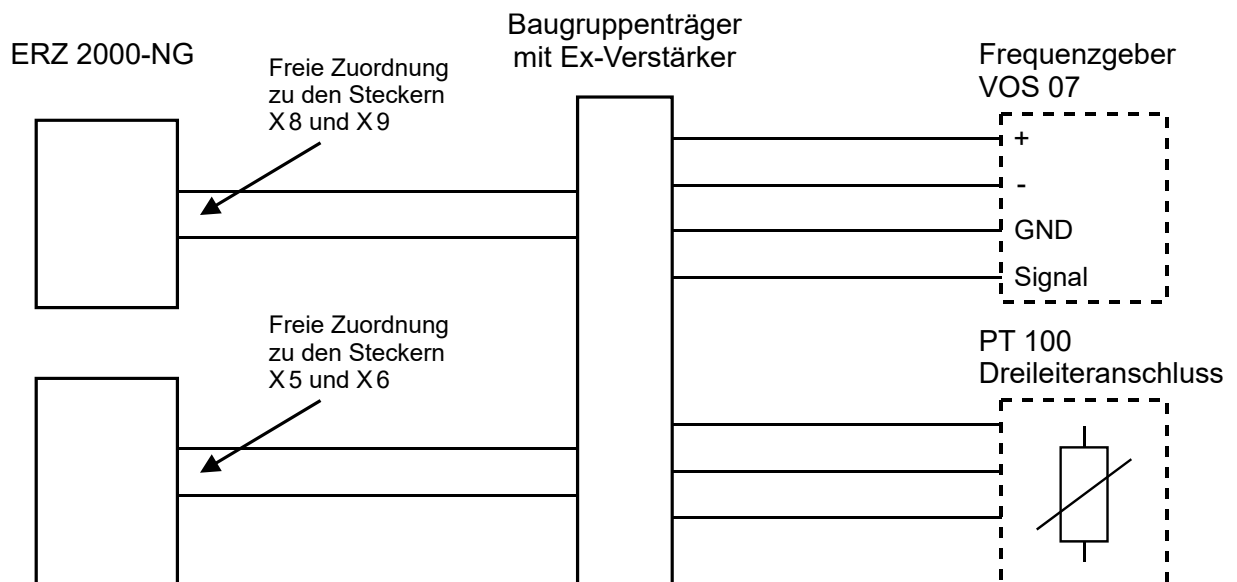 Baugruppenträger
mit Ex-Verstärker
ERZ 2000-NG
Freie Zuordnung
zu den Steckern
X 8 und X 9
Frequenzgeber
VOS 07
+
-
GND
Signal
Freie Zuordnung
zu den Steckern
X 5 und X 6
PT 100
Dreileiteranschluss